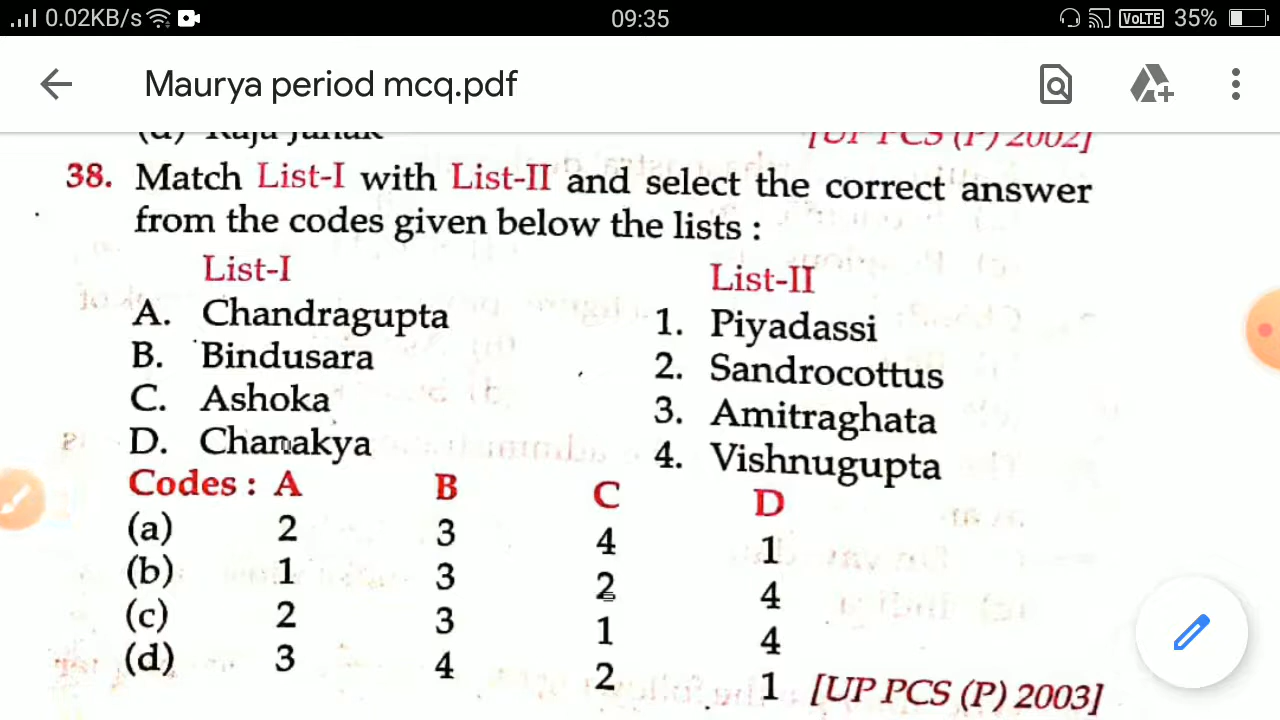 0.02KB/s 09:35 VoLTE 35%
Maurya period mcq.pdf
(d) Raja Janak [UP PCS (P) 2002]
38. Match List-I with List-II and select the correct answer
from the codes given below the lists :
List-I List-II
A. Chandragupta 1. Piyadassi
B. Bindusara 2. Sandrocottus
C. Ashoka 3. Amitraghata
D. Chanakya 4. Vishnugupta
Codes : A B C D
(a) 2 3 4 1
(b) 1 3 2 4
(c) 2 3 1 4
(d) 3 4 2 1 [UP PCS (P) 2003]